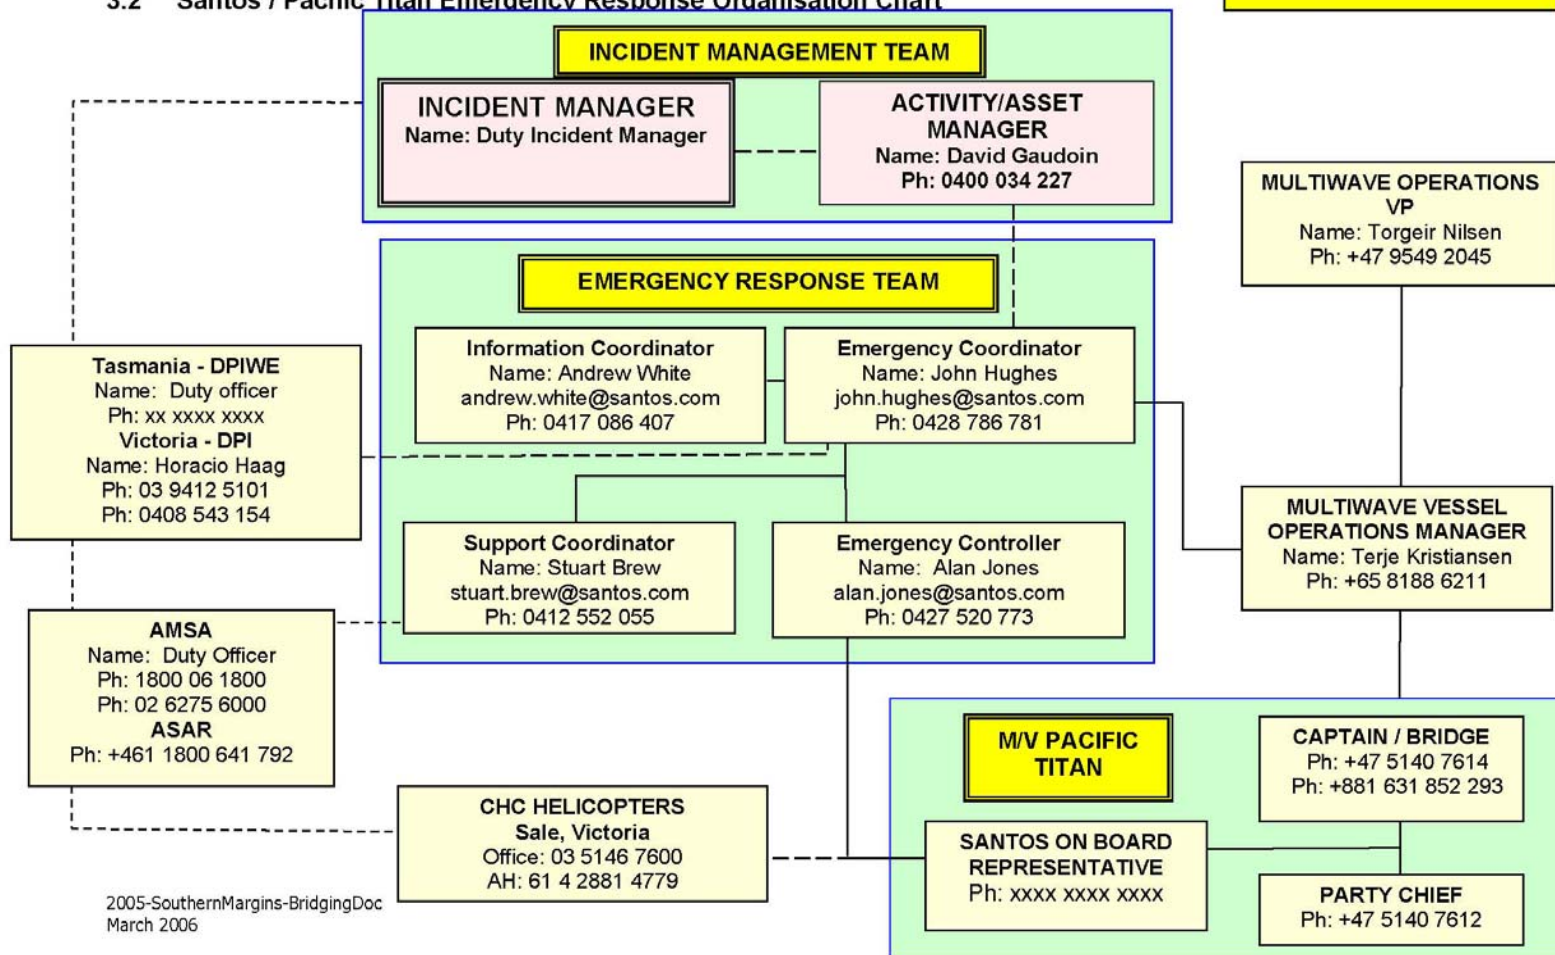 3.2 Santos / Pacific Titan Emergency Response Organisation Chart
INCIDENT MANAGEMENT TEAM
INCIDENT MANAGER
Name: Duty Incident Manager
ACTIVITY/ASSET
MANAGER
Name: David Gaudoin
Ph: 0400 034 227
MULTIWAVE OPERATIONS
VP
Name: Torgeir Nilsen
Ph: +47 9549 2045
EMERGENCY RESPONSE TEAM
Information Coordinator
Name: Andrew White
andrew.white@santos.com
Ph: 0417 086 407
Emergency Coordinator
Name: John Hughes
john.hughes@santos.com
Ph: 0428 786 781
Tasmania - DPIWE
Name: Duty officer
Ph: xx xxxx xxxx
Victoria - DPI
Name: Horacio Haag
Ph: 03 9412 5101
Ph: 0408 543 154
MULTIWAVE VESSEL
OPERATIONS MANAGER
Name: Terje Kristiansen
Ph: +65 8188 6211
Support Coordinator
Name: Stuart Brew
stuart.brew@santos.com
Ph: 0412 552 055
Emergency Controller
Name: Alan Jones
alan.jones@santos.com
Ph: 0427 520 773
AMSA
Name: Duty Officer
Ph: 1800 06 1800
Ph: 02 6275 6000
ASAR
Ph: +461 1800 641 792
M/V PACIFIC
TITAN
CAPTAIN / BRIDGE
Ph: +47 5140 7614
Ph: +881 631 852 293
CHC HELICOPTERS
Sale, Victoria
Office: 03 5146 7600
AH: 61 4 2881 4779
SANTOS ON BOARD
REPRESENTATIVE
Ph: xxxx xxxx xxxx
PARTY CHIEF
Ph: +47 5140 7612
2005-SouthernMargins-BridgingDoc
March 2006